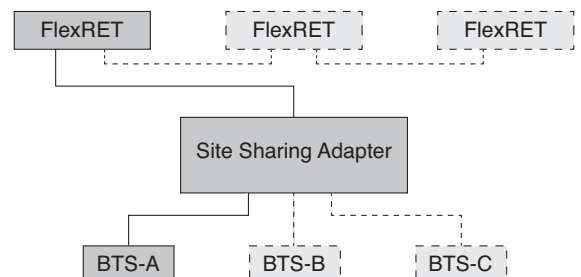 FlexRET FlexRET FlexRET
Site Sharing Adapter
BTS-A BTS-B BTS-C